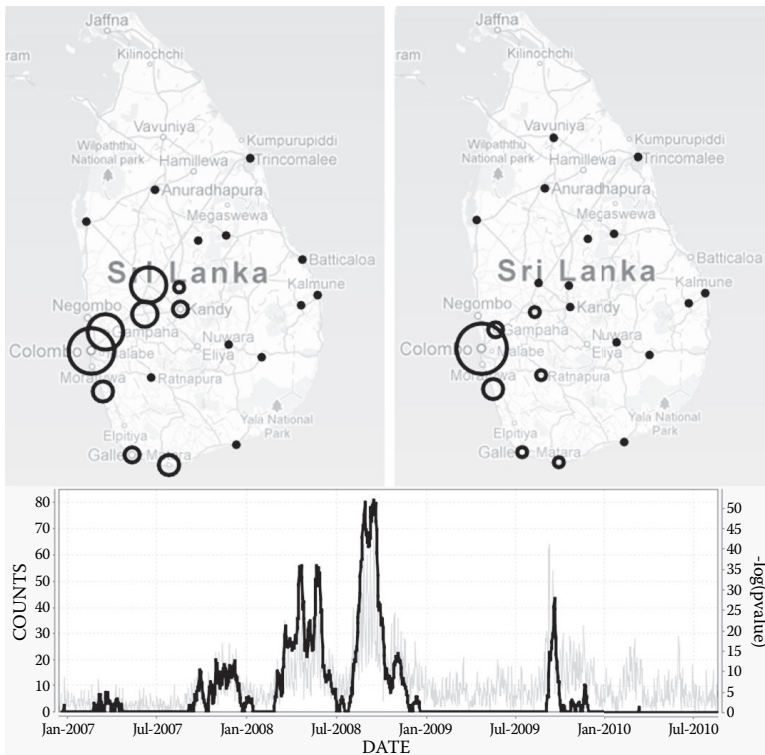 Jaffna
Kilinochchi
ram
Vavuniya
Kumpurupiddi
Wilpaththu
National park
Hamillewa
Trincomalee
Anuradhapura
Megaswewa
Batticaloa
Sri Lanka
Kalmune
Negombo
Kandy
Gampaha
Nuwara
Eliya
Colombo
Malabe
Ratnapura
Yala National
Park
Elpitiya
Galle
Matara
Jaffna
Kilinochchi
ram
Vavuniya
Kumpurupiddi
Wilpaththu
National park
Hamillewa
Trincomalee
Anuradhapura
Megaswewa
Batticaloa
Sri Lanka
Kalmune
Negombo
Kandy
Gampaha
Nuwara
Eliya
Colombo
Malabe
Ratnapura
Yala National
Park
Elpitiya
Galle
Matara
COUNTS
80
70
60
50
40
30
20
10
0
50
45
40
35
30
25
20
15
10
5
0
-log(pvalue)
Jan-2007 Jul-2007 Jan-2008 Jul-2008 Jan-2009 Jul-2009 Jan-2010 Jul-2010
DATE